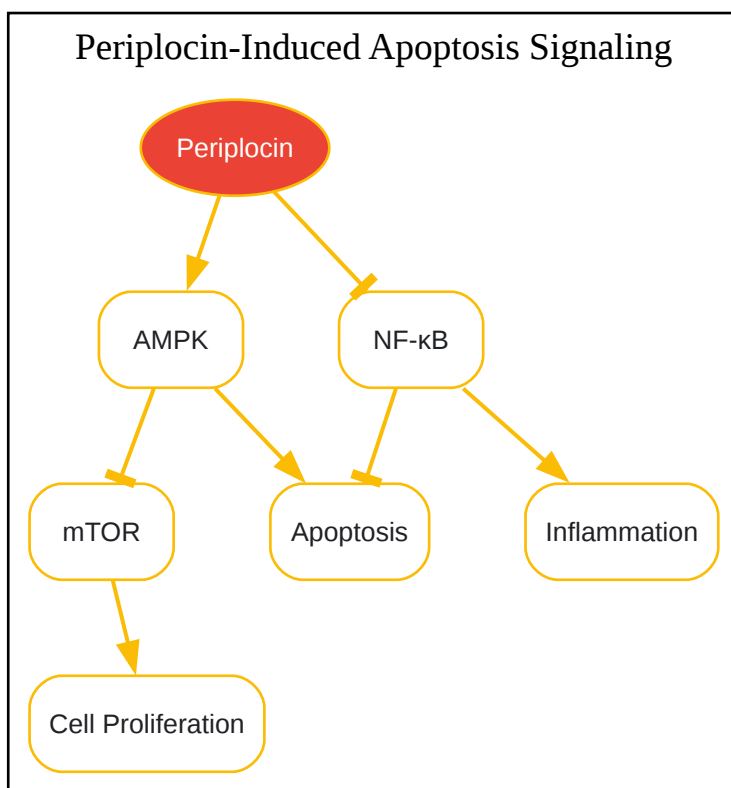 Periplocin-Induced Apoptosis Signaling
Periplocin
AMPK
NF-κB
mTOR
Apoptosis
Inflammation
Cell Proliferation